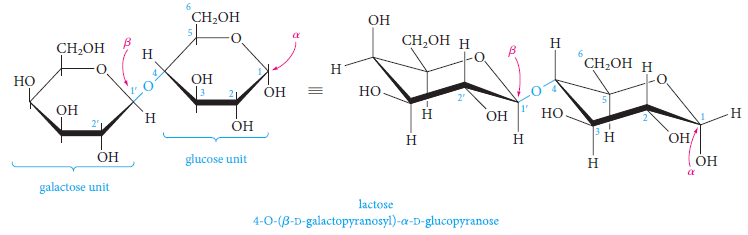 6
CH₂OH
5
O
α
CH₂OH
β
H
4
1
HO
O
1′
O
OH
3
2
OH
OH
2′
H
OH
OH
galactose unit
glucose unit
≡
OH
CH₂OH
H
H
O
β
HO
2′
H
OH
1′
H
H
O
H
4
6
CH₂OH
H
O
5
HO
3
H
2
1
H
OH
H
OH
α
lactose
4-O-(β-D-galactopyranosyl)-α-D-glucopyranose